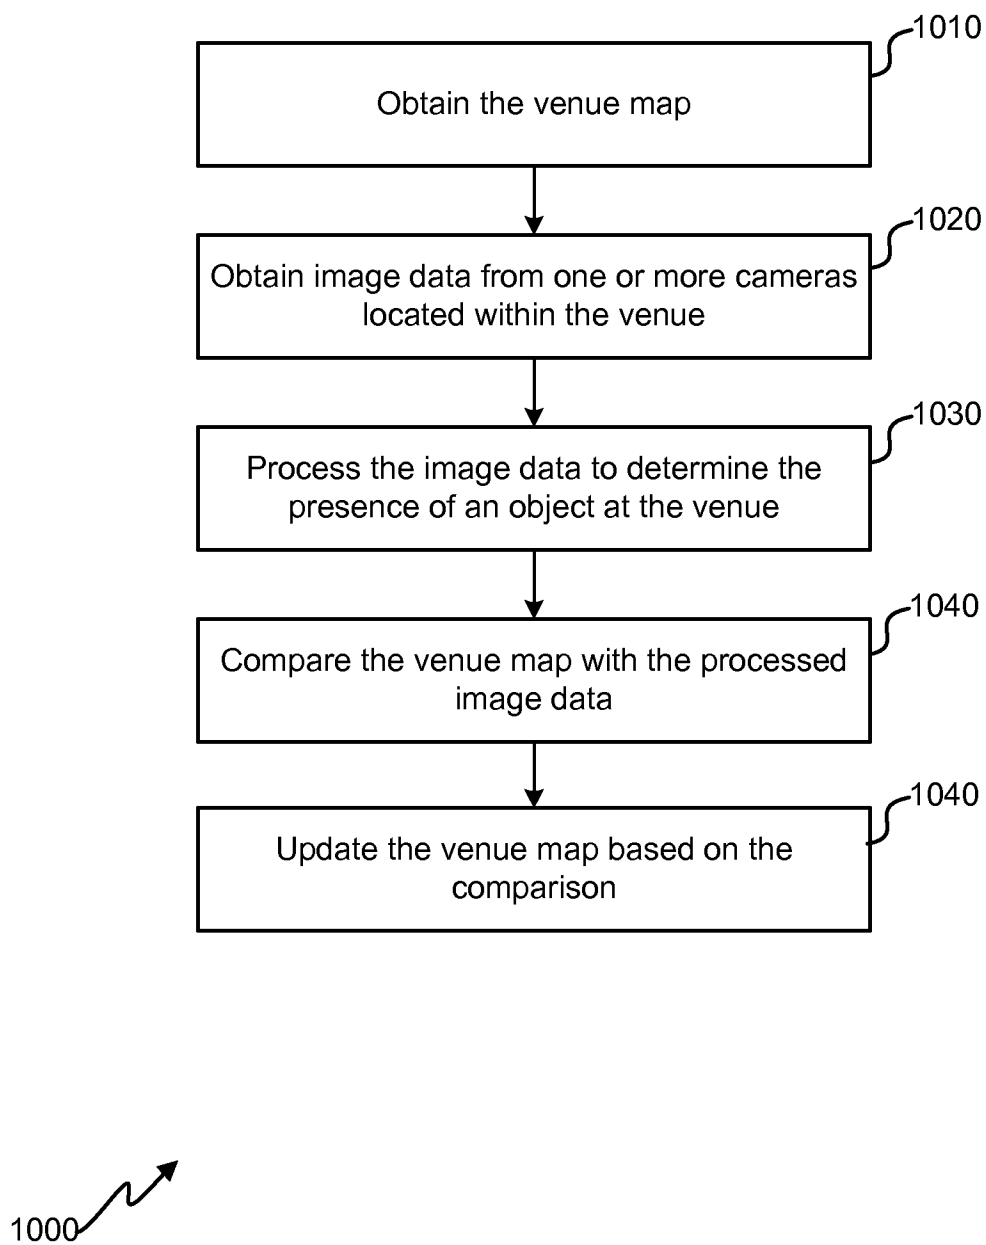 1010
Obtain the venue map
1020
Obtain image data from one or more cameras
located within the venue
1030
Process the image data to determine the
presence of an object at the venue
1040
Compare the venue map with the processed
image data
1040
Update the venue map based on the
comparison
1000